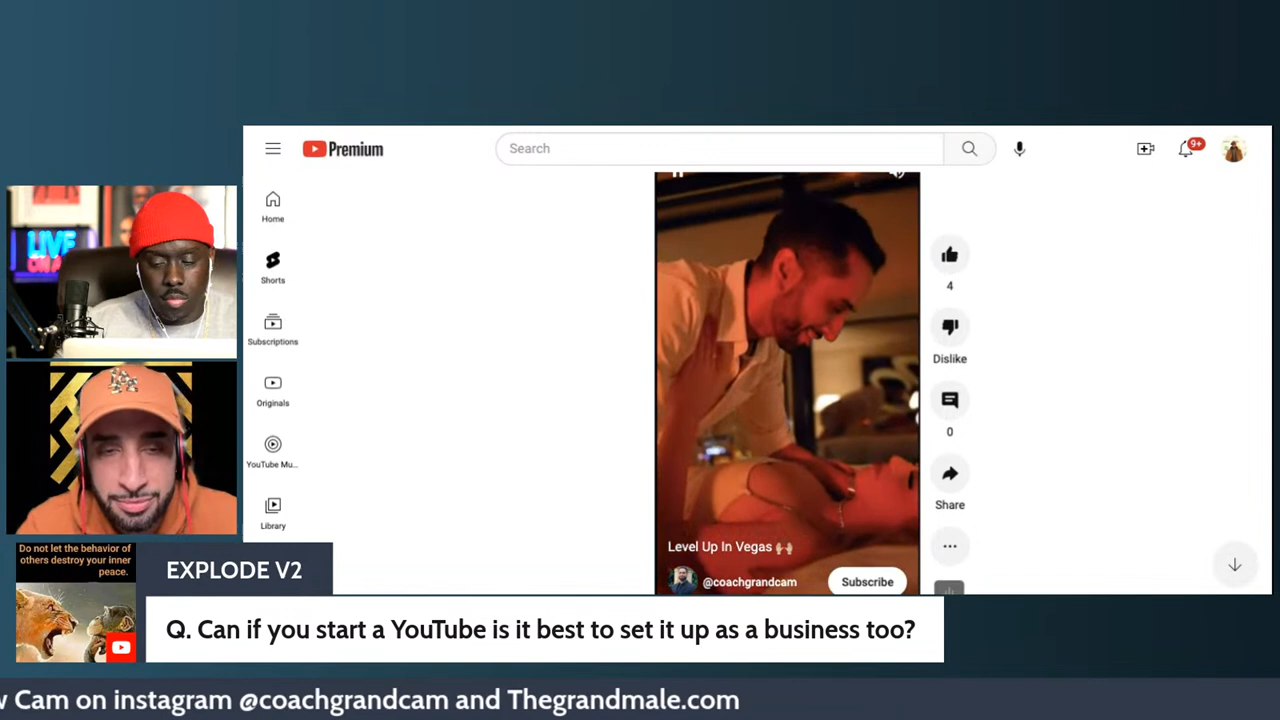 Premium
Search
9+
Home
Shorts
Subscriptions
Originals
YouTube Mu...
Library
LIVE
4
Dislike
0
Share
Level Up In Vegas 🙌🏼
@coachgrandcam
Subscribe
Do not let the behavior of
others destroy your inner
peace.
EXPLODE V2
Q. Can if you start a YouTube is it best to set it up as a business too?
w Cam on instagram @coachgrandcam and Thegrandmale.com